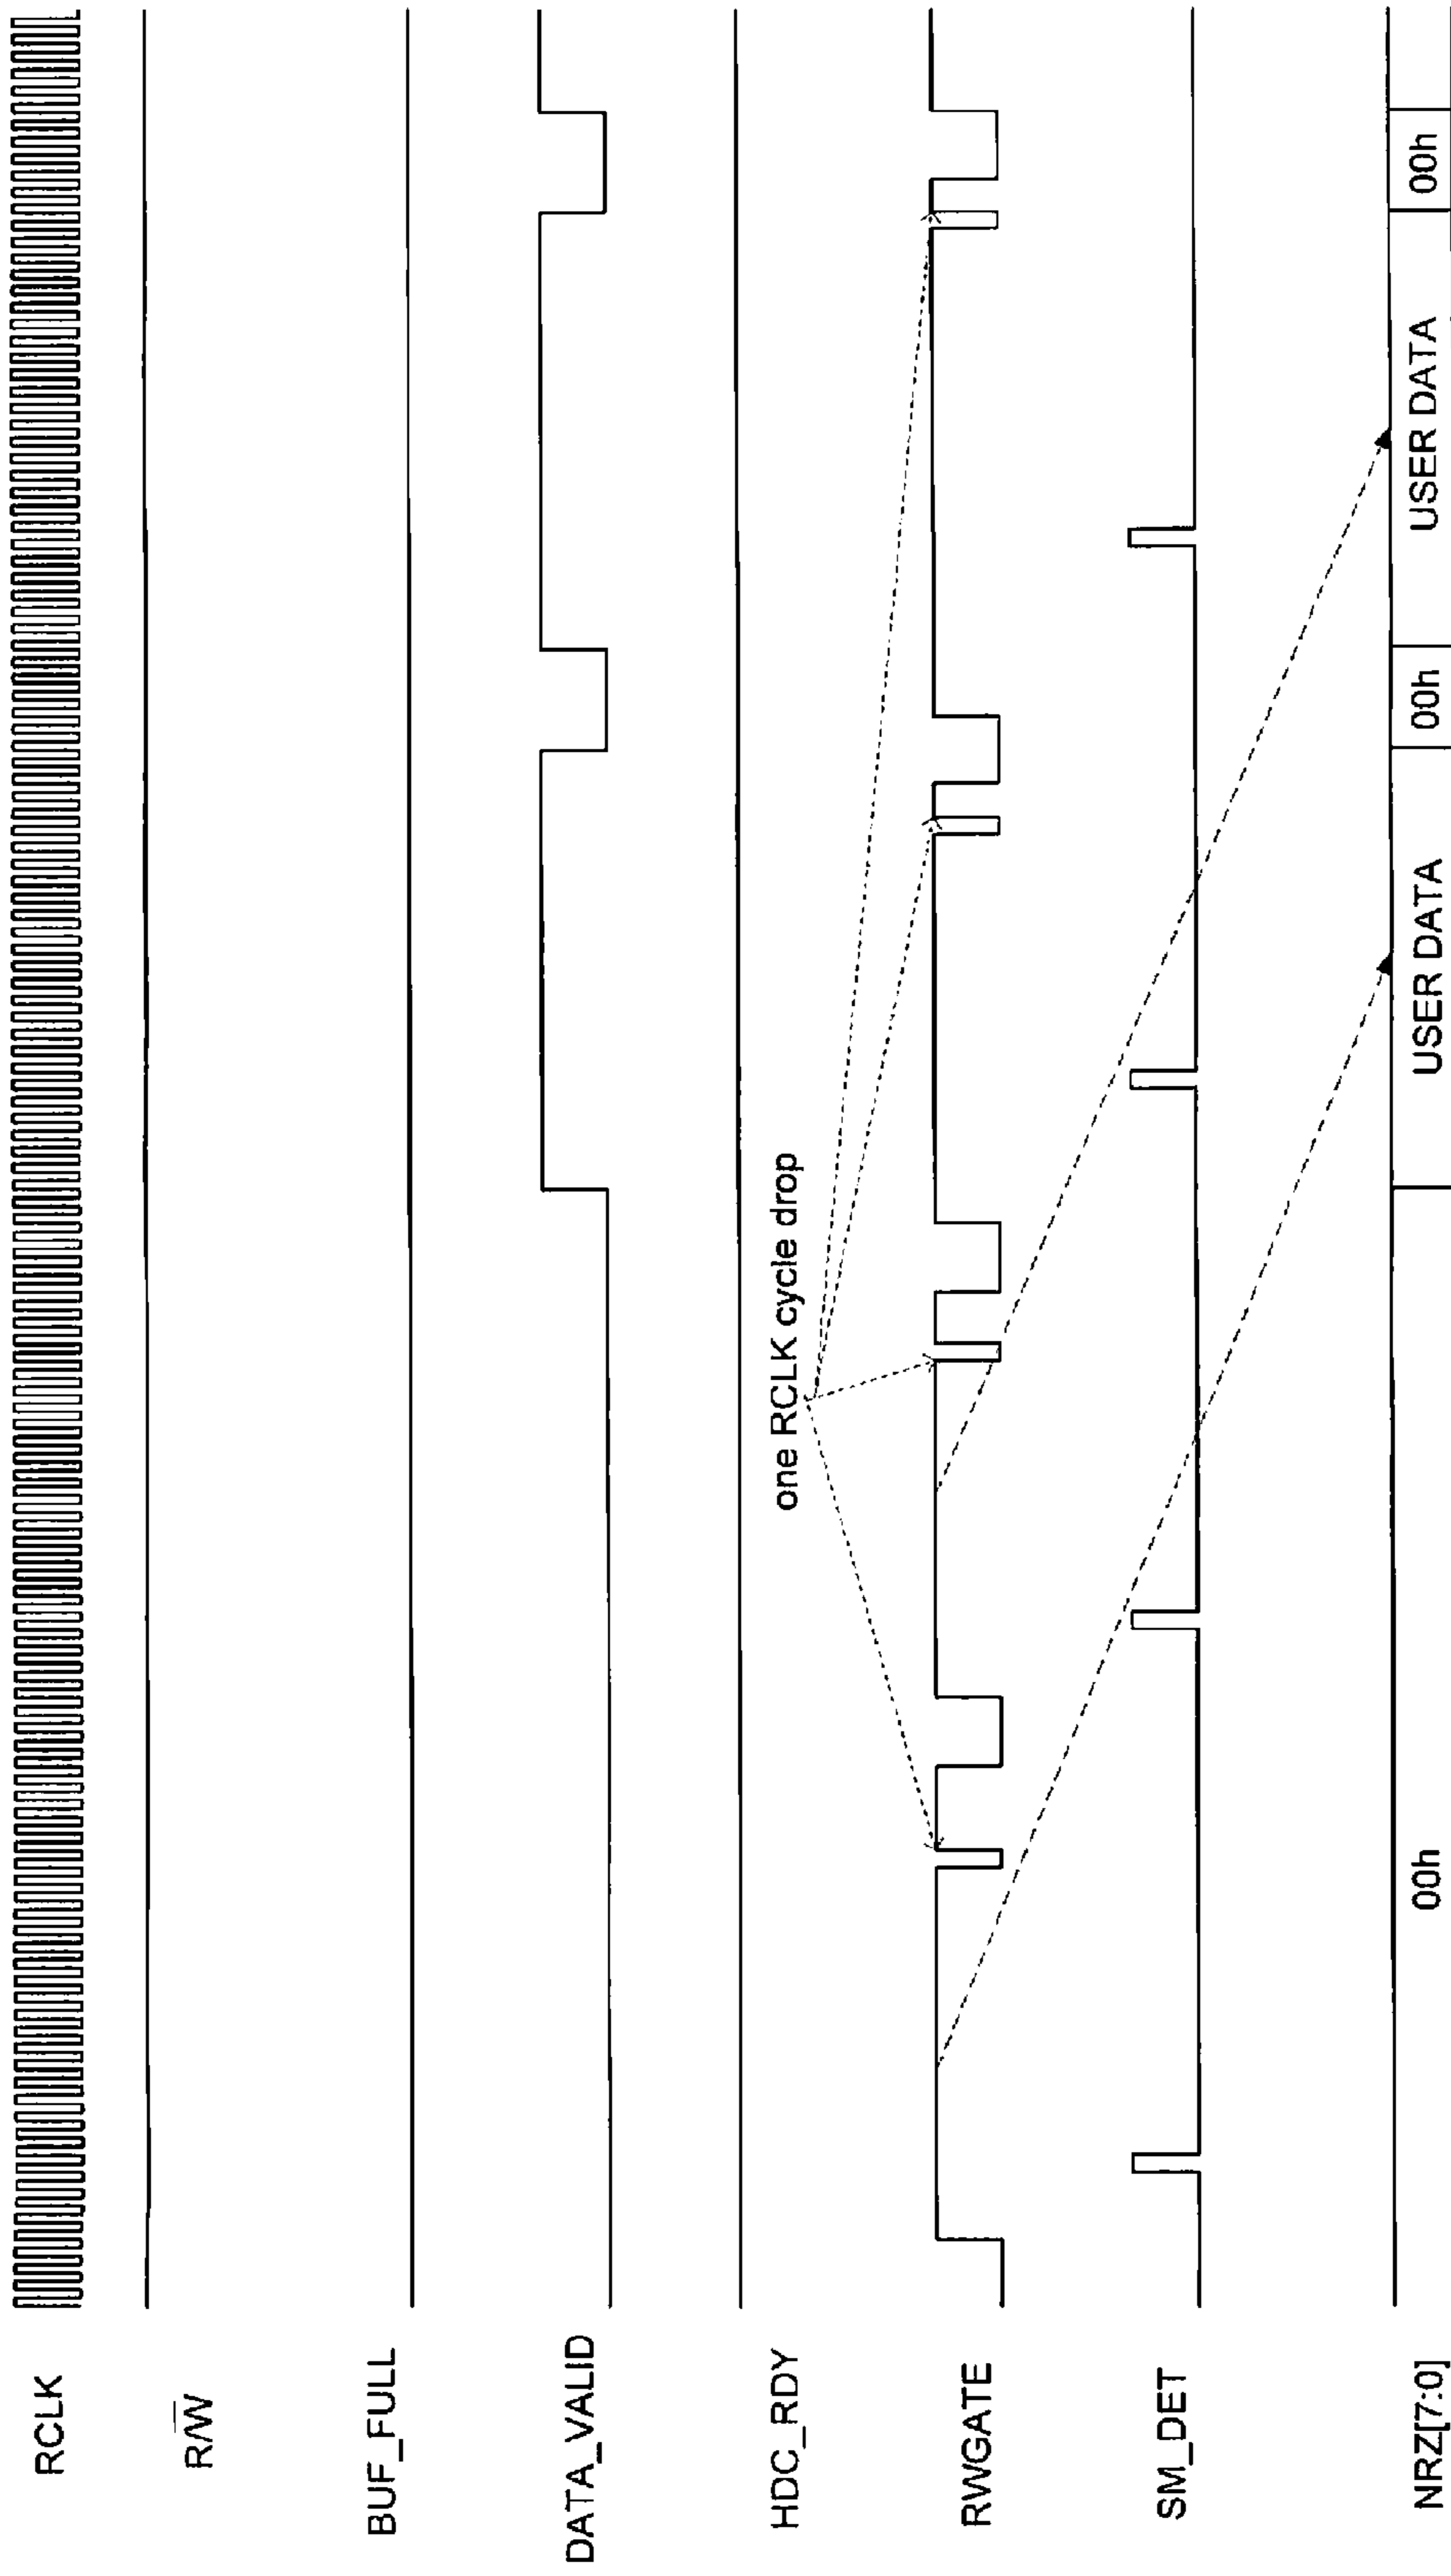 RCLK
R/W̅
BUF_FULL
DATA_VALID
HDC_RDY
one RCLK cycle drop
RWGATE
SM_DET
NRZ[7:0]
00h
USER DATA
00h
USER DATA
00h